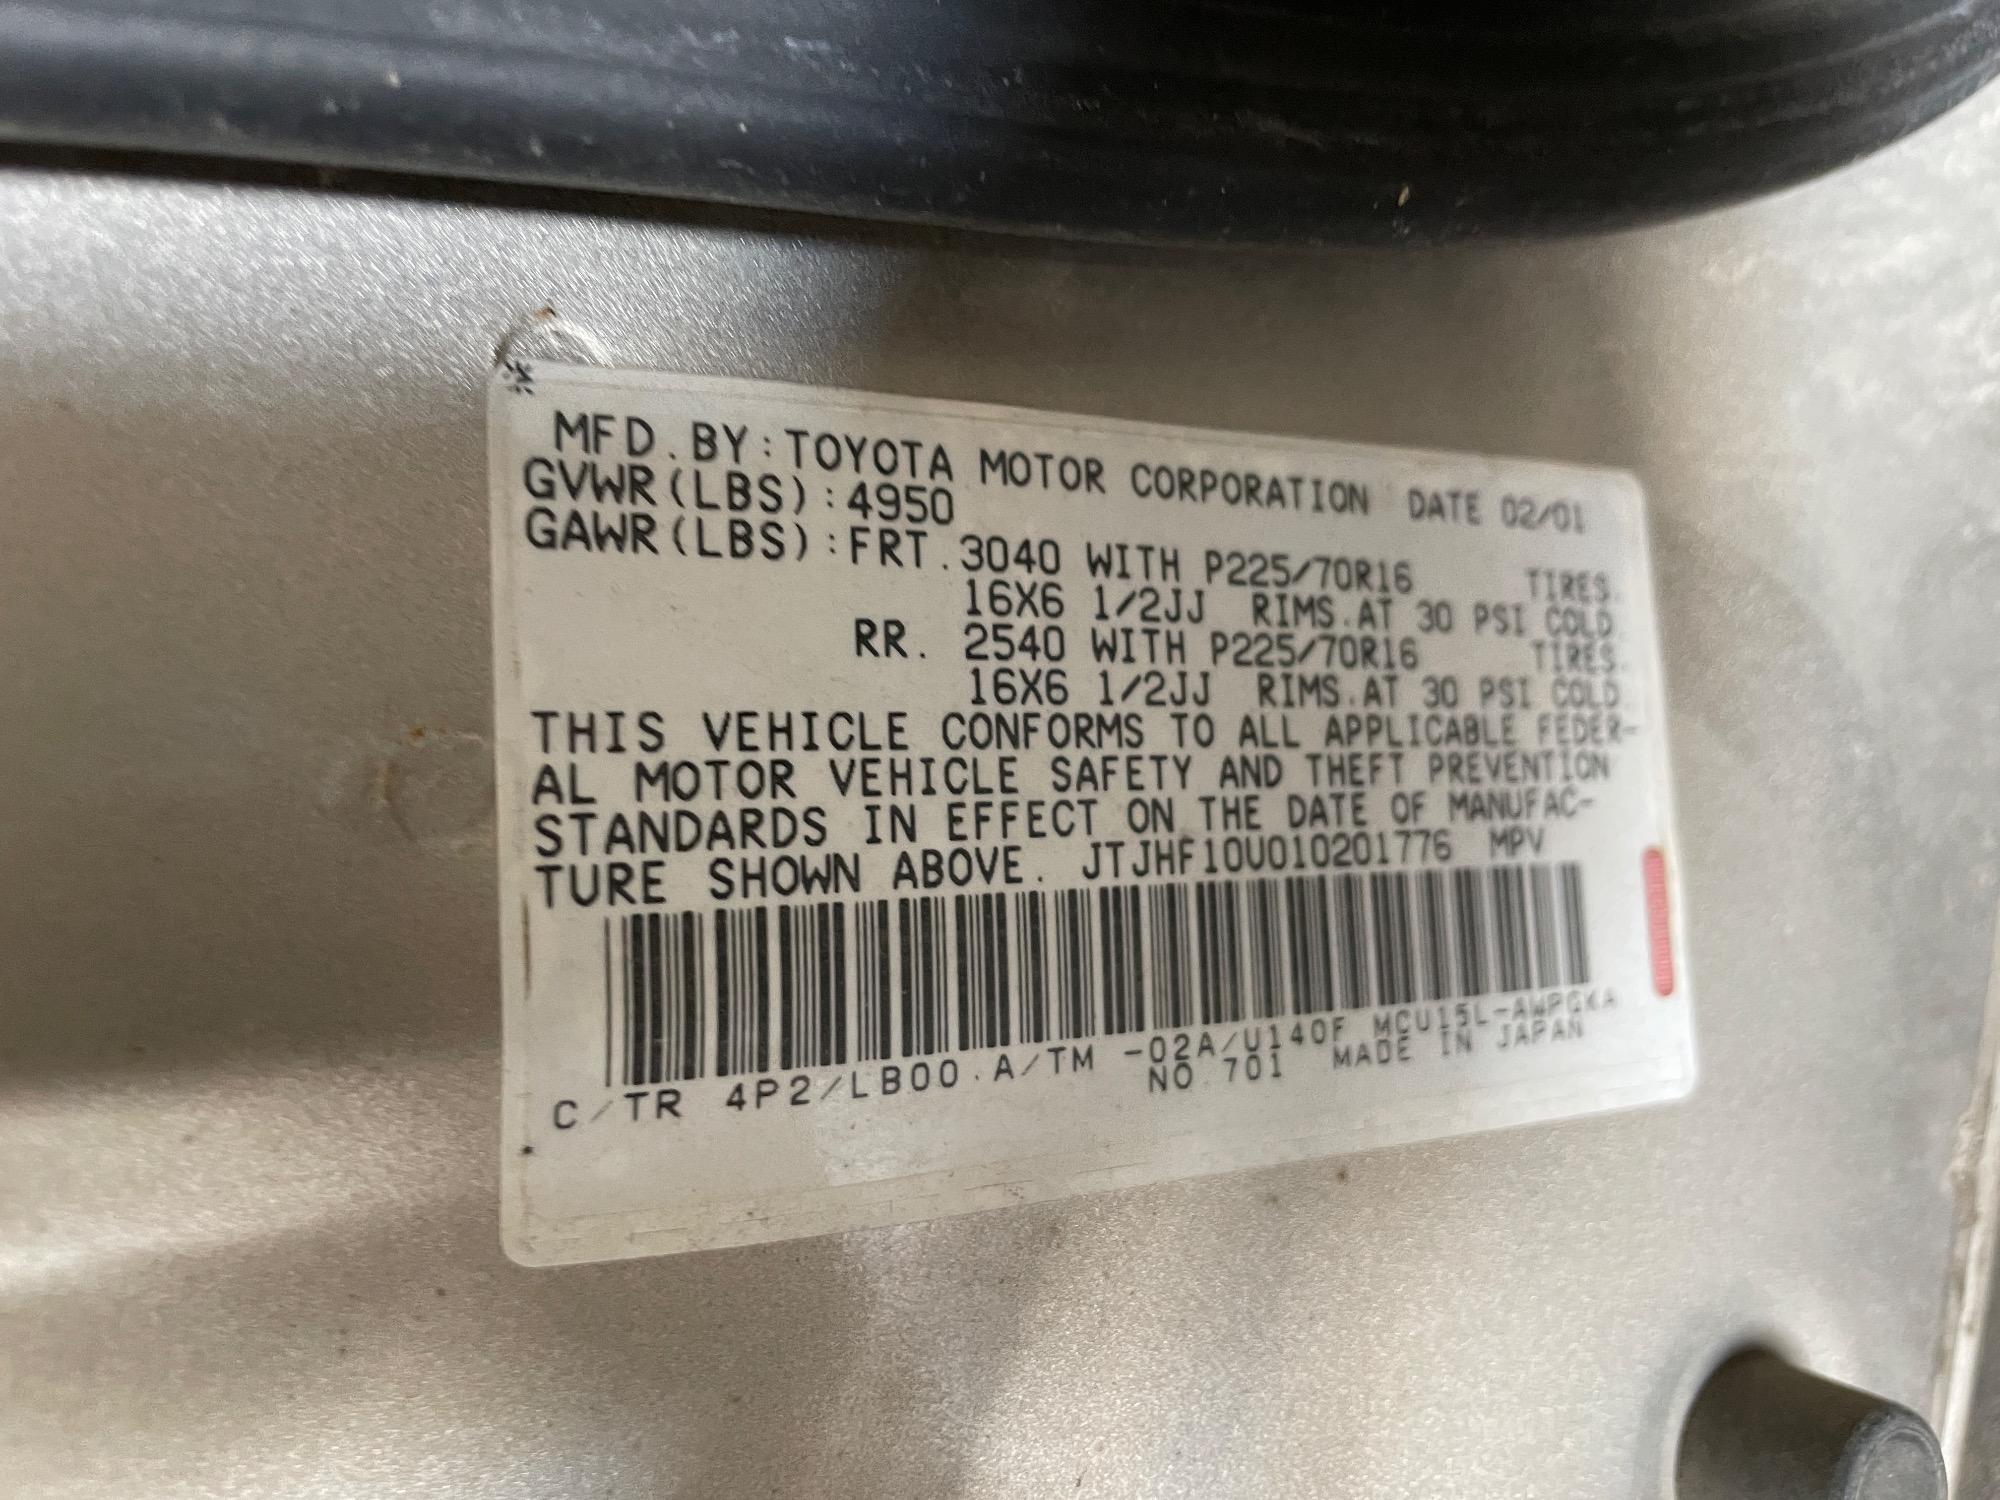 MFD. BY: TOYOTA MOTOR CORPORATION DATE 02/01
GVWR(LBS): 4950
GAWR(LBS): FRT. 3040 WITH P225/70R16 TIRES.
16X6 1/2JJ RIMS. AT 30 PSI COLD.
RR. 2540 WITH P225/70R16 TIRES.
16X6 1/2JJ RIMS. AT 30 PSI COLD.
THIS VEHICLE CONFORMS TO ALL APPLICABLE FEDER-
AL MOTOR VEHICLE SAFETY AND THEFT PREVENTION
STANDARDS IN EFFECT ON THE DATE OF MANUFAC-
TURE SHOWN ABOVE. JTJHF10U010201776 MPV
C/TR 4P2/LB00. A/TM -02A/U140F MCU15L-AWPGKA
NO. 701 MADE IN JAPAN